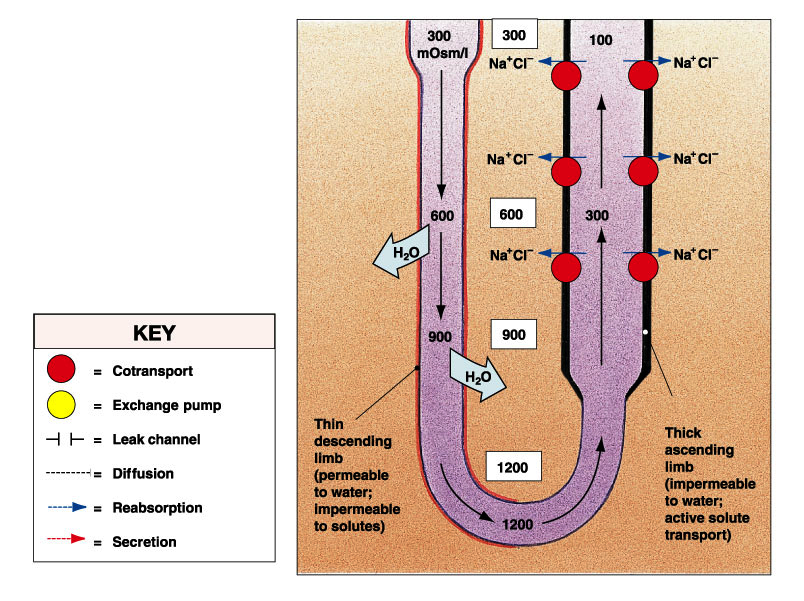 300
mOsm/l
300
100
Na⁺Cl⁻
Na⁺Cl⁻
Na⁺Cl⁻
Na⁺Cl⁻
600
600
300
H₂O
Na⁺Cl⁻
Na⁺Cl⁻
900
900
H₂O
Thin
descending
limb
(permeable
to water;
impermeable
to solutes)
1200
1200
Thick
ascending
limb
(impermeable
to water;
active solute
transport)
KEY
= Cotransport
= Exchange pump
= Leak channel
= Diffusion
= Reabsorption
= Secretion